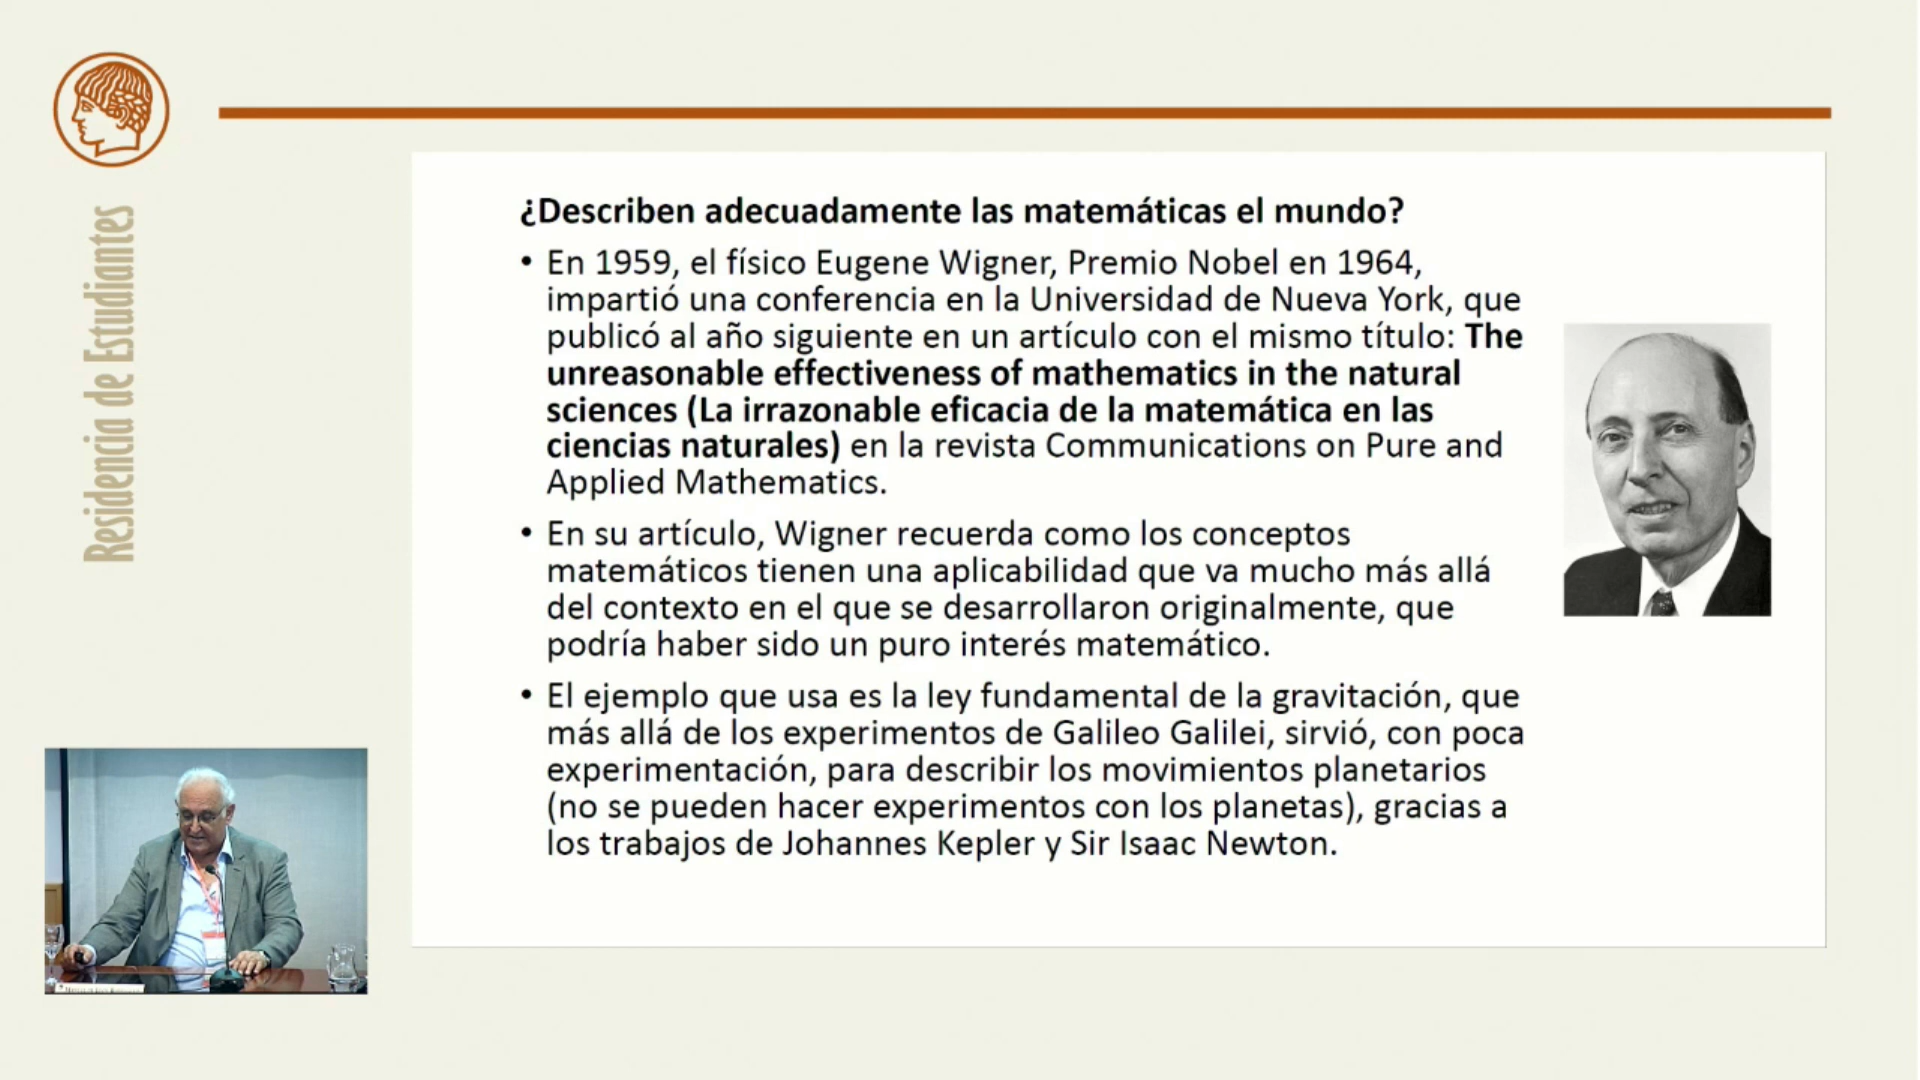 Residencia de Estudiantes
¿Describen adecuadamente las matemáticas el mundo?
• En 1959, el físico Eugene Wigner, Premio Nobel en 1964,
impartió una conferencia en la Universidad de Nueva York, que
publicó al año siguiente en un artículo con el mismo título: The
unreasonable effectiveness of mathematics in the natural
sciences (La irrazonable eficacia de la matemática en las
ciencias naturales) en la revista Communications on Pure and
Applied Mathematics.
• En su artículo, Wigner recuerda como los conceptos
matemáticos tienen una aplicabilidad que va mucho más allá
del contexto en el que se desarrollaron originalmente, que
podría haber sido un puro interés matemático.
• El ejemplo que usa es la ley fundamental de la gravitación, que
más allá de los experimentos de Galileo Galilei, sirvió, con poca
experimentación, para describir los movimientos planetarios
(no se pueden hacer experimentos con los planetas), gracias a
los trabajos de Johannes Kepler y Sir Isaac Newton.